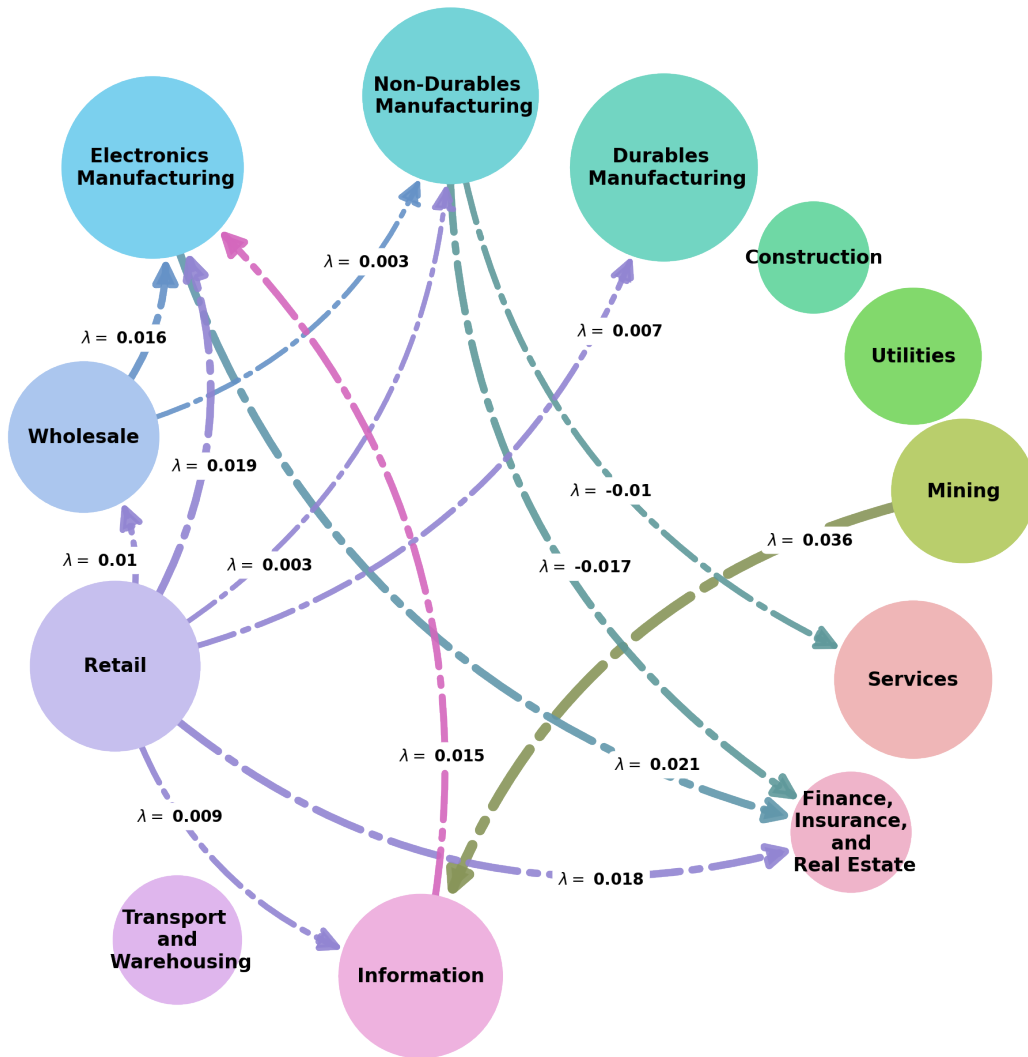 Non-Durables
Manufacturing
Electronics
Manufacturing
Durables
Manufacturing
Construction
λ = 0.003
λ = 0.007
λ = 0.016
Utilities
Wholesale
λ = 0.019
λ = -0.01
Mining
λ = 0.036
λ = 0.01
λ = 0.003
λ = -0.017
Retail
Services
λ = 0.015
λ = 0.021
λ = 0.009
Finance,
Insurance,
and
Real Estate
λ = 0.018
Transport
and
Warehousing
Information